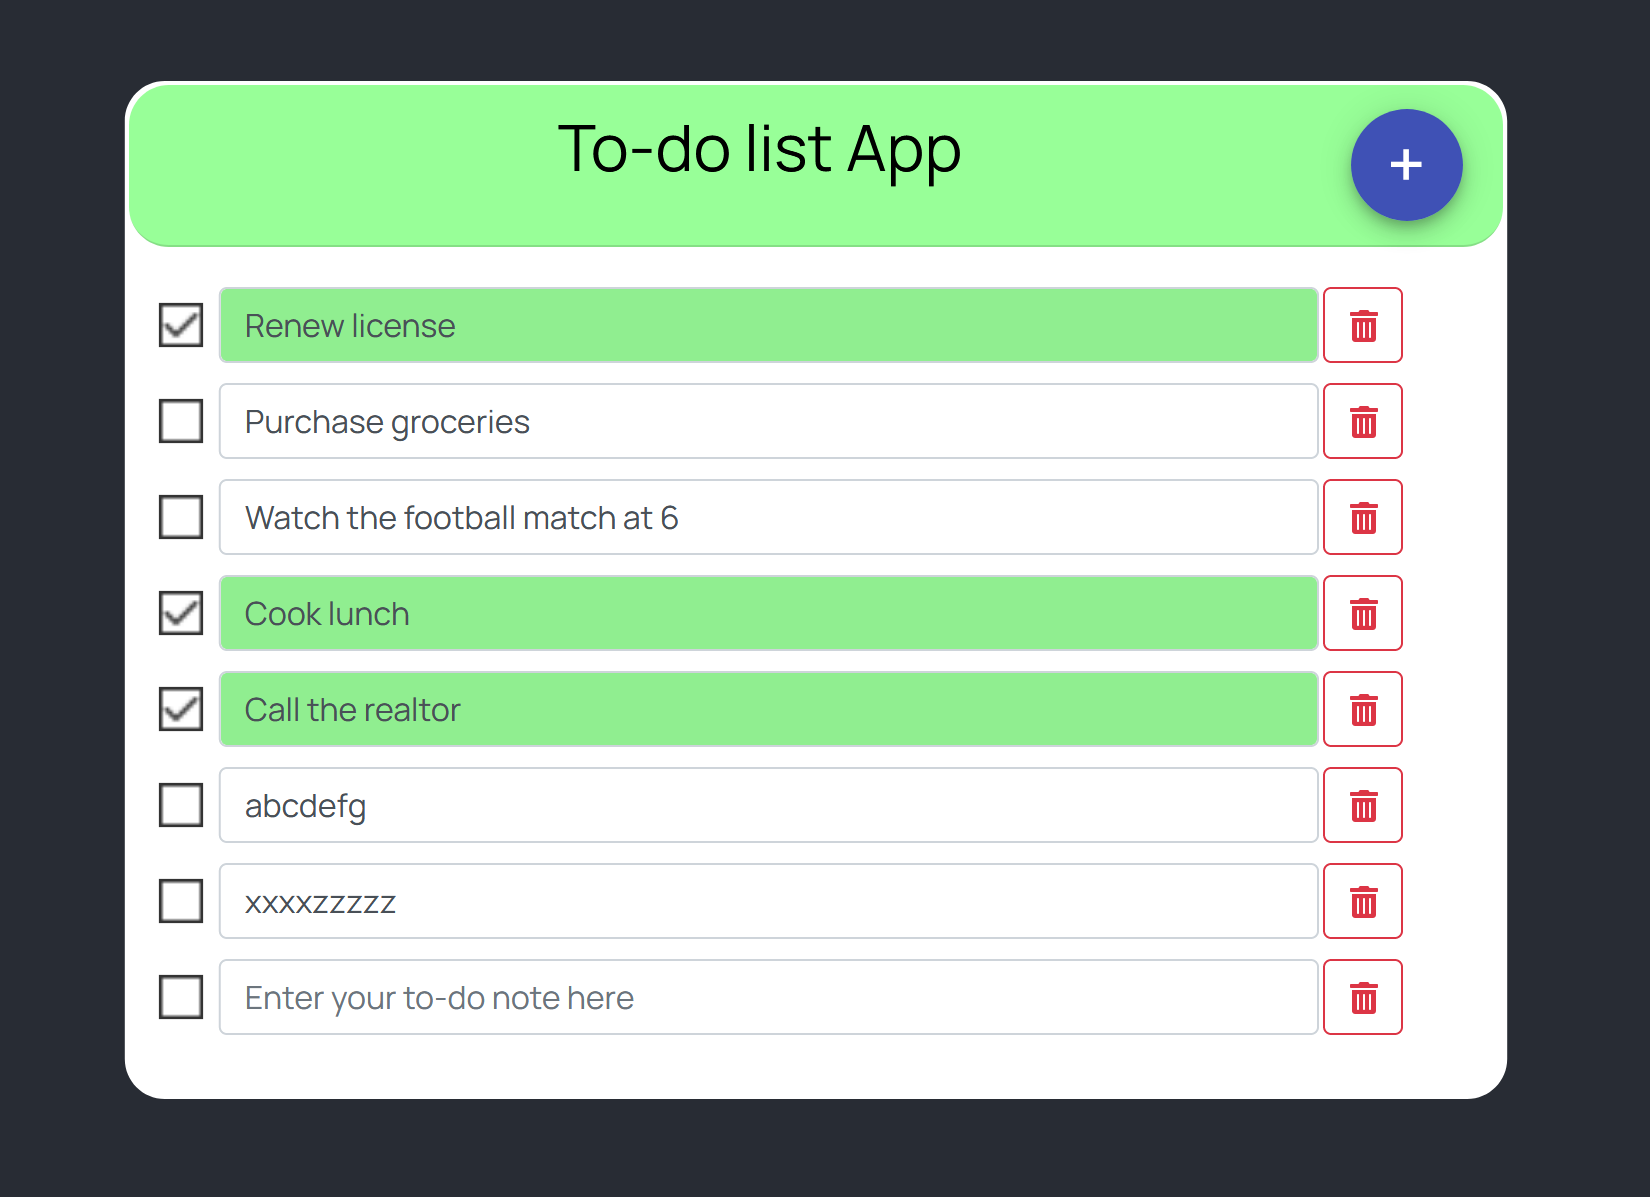 To-do list App
+
Renew license
Purchase groceries
Watch the football match at 6
Cook lunch
Call the realtor
abcdefg
xxxxzzzzz
Enter your to-do note here